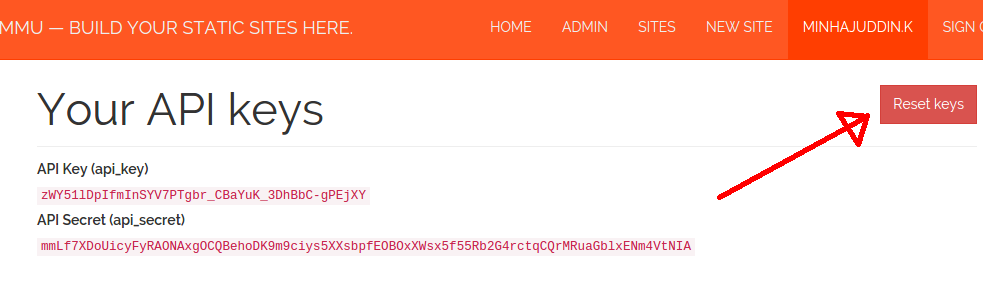 MMU — BUILD YOUR STATIC SITES HERE. HOME ADMIN SITES NEW SITE MINHAJUDDIN.K SIGN
Your API keys Reset keys
API Key (api_key)
zWY51lDpIfmInSYV7PTgbr_CBaYuK_3DhBbC-gPEjXY
API Secret (api_secret)
mmLf7XDoUicyFyRAONAxgOCQBehoDK9m9ciys5XXsbpfEOBOxXWsx5f55Rb2G4rctqCQrMRuaGblxENm4VtNIA